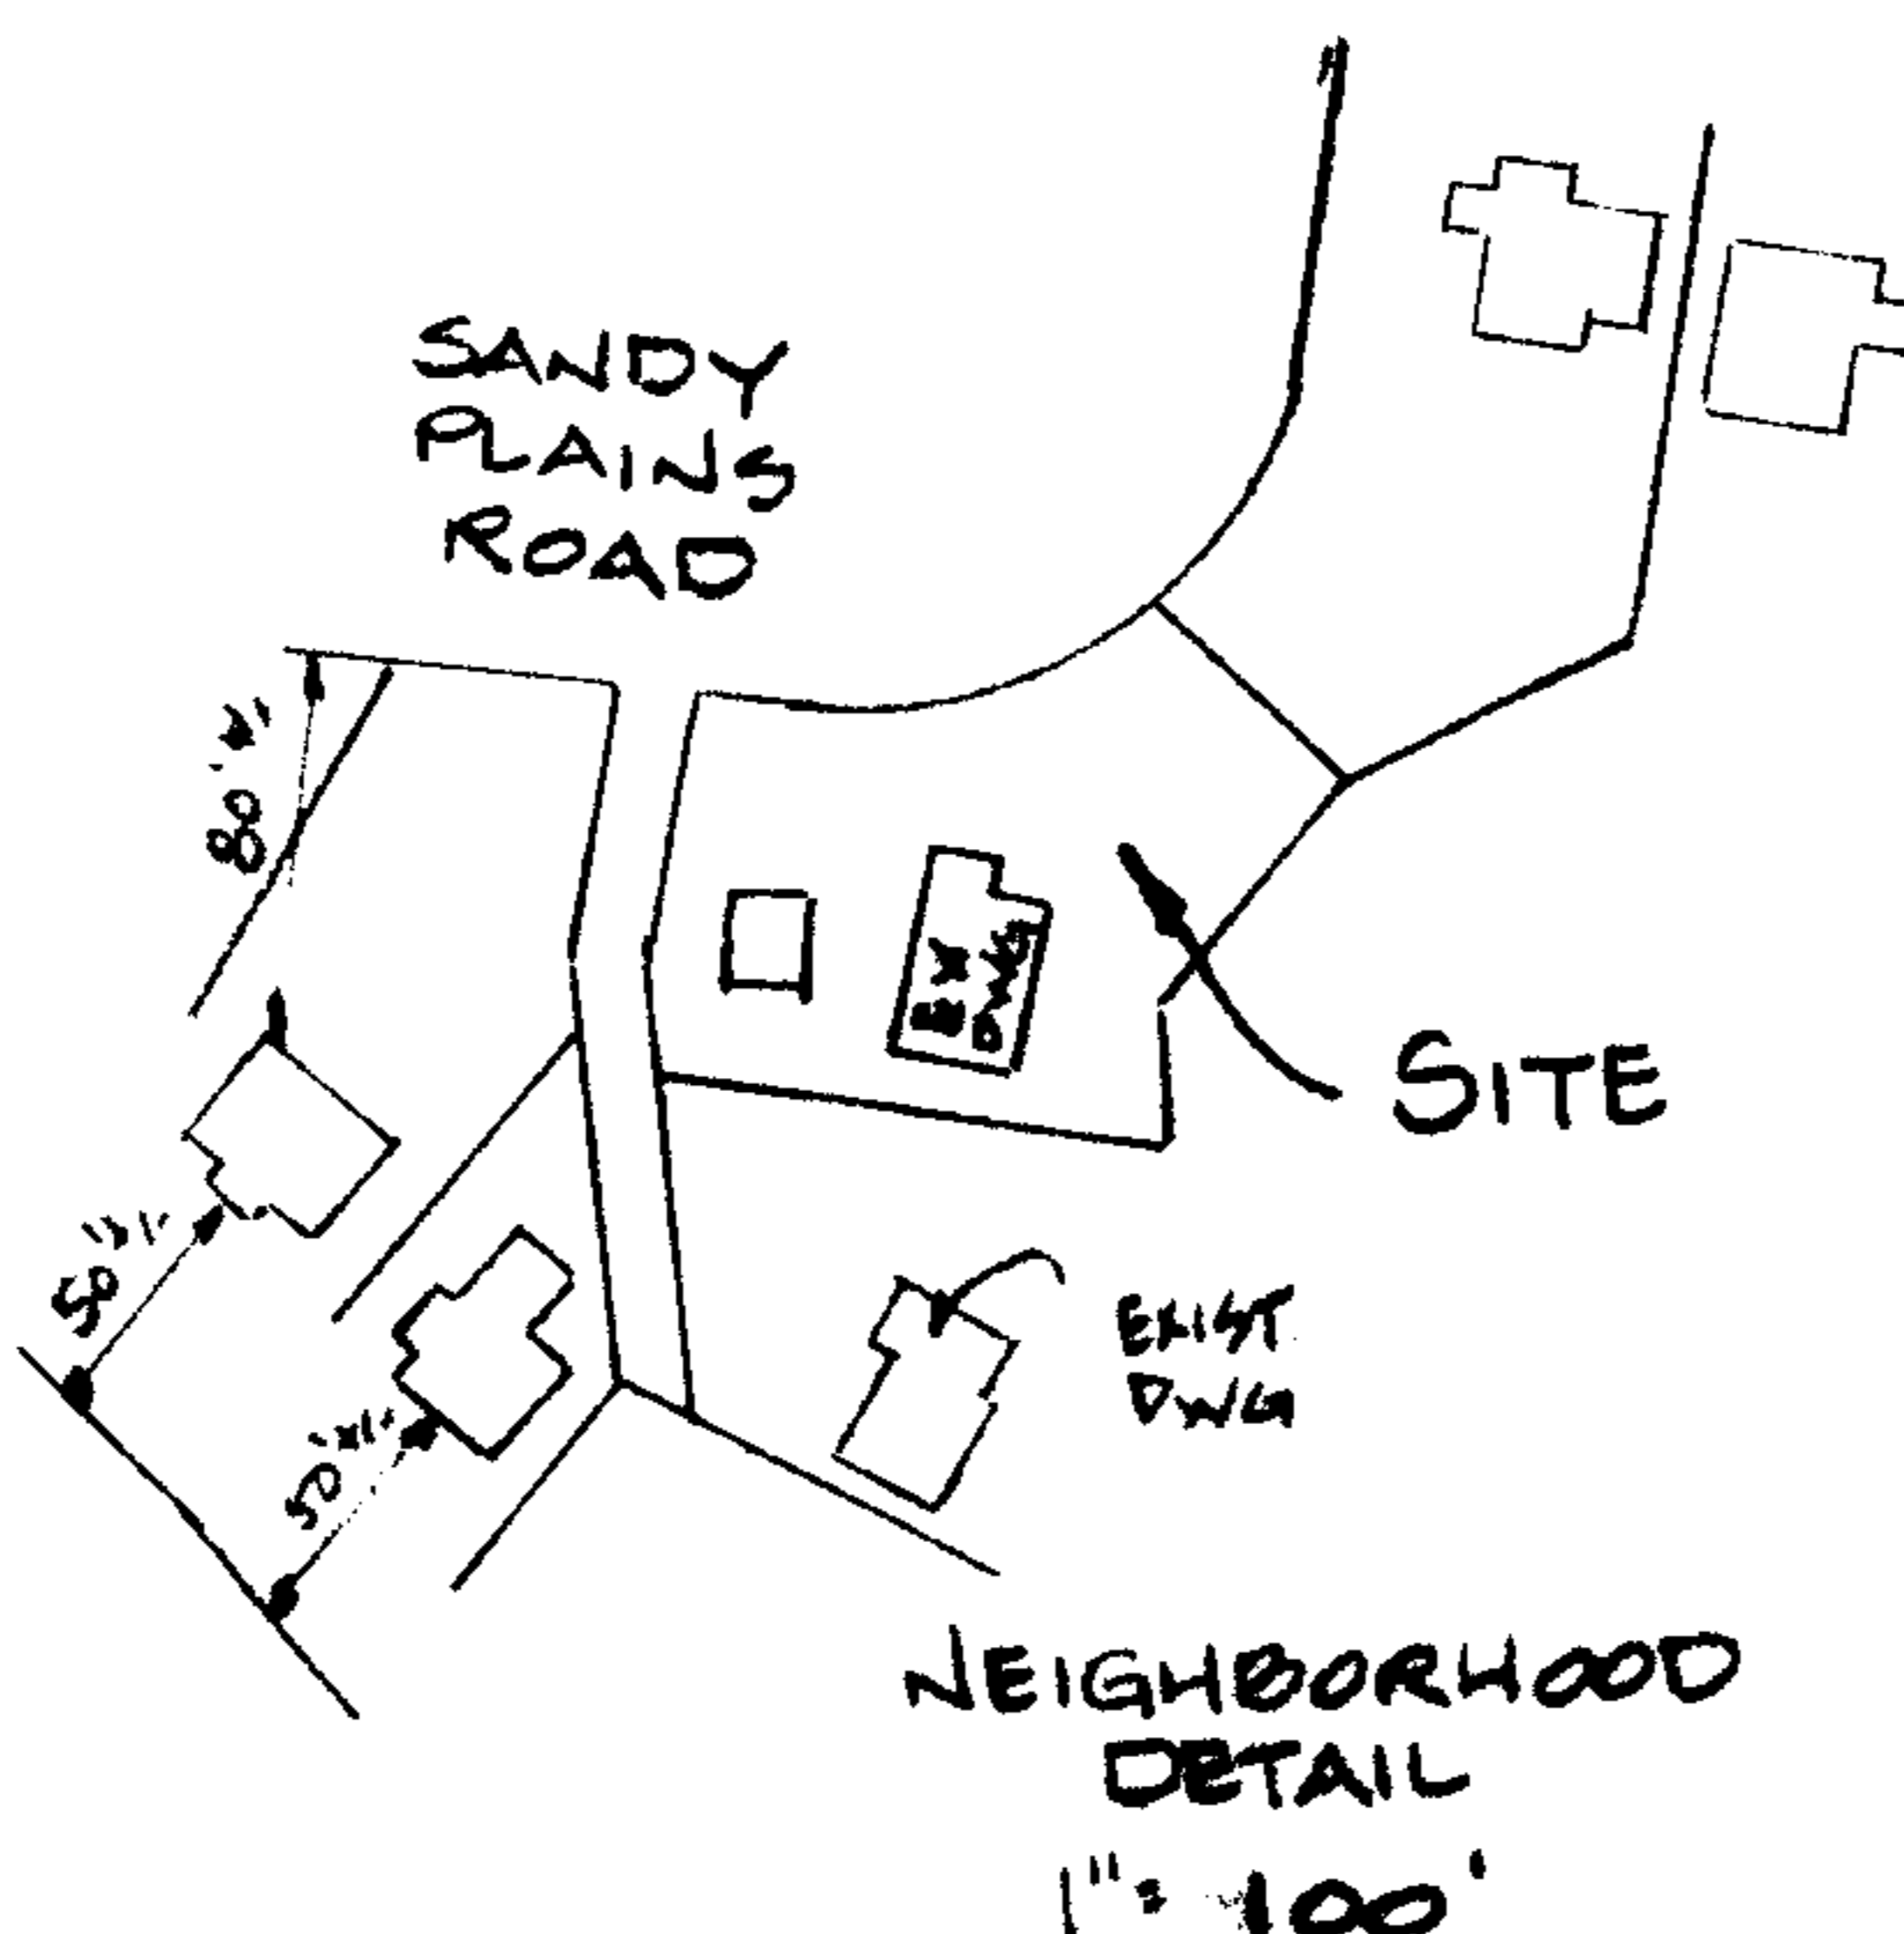 SANDY
PLAINS
ROAD
80'
SITE
50'
EXIST.
DWG
50'
NEIGHBORHOOD
DETAIL
1" = 100'